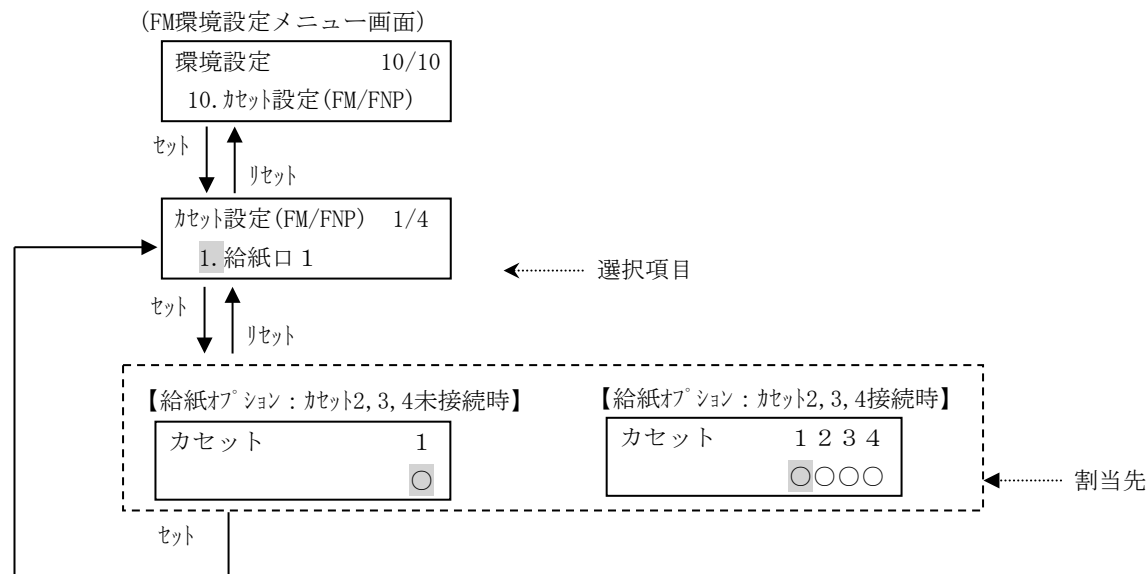 (FM環境設定メニュー画面)
環境設定 10/10
10.ｶｾｯﾄ設定(FM/FNP)
ｾｯﾄ
ﾘｾｯﾄ
ｶｾｯﾄ設定(FM/FNP) 1/4
1.給紙口１
選択項目
ｾｯﾄ
ﾘｾｯﾄ
【給紙ｵﾌﾟｼｮﾝ：ｶｾｯﾄ2,3,4未接続時】
カセット １
○
【給紙ｵﾌﾟｼｮﾝ：ｶｾｯﾄ2,3,4接続時】
カセット １２３４
○○○○
割当先
ｾｯﾄ